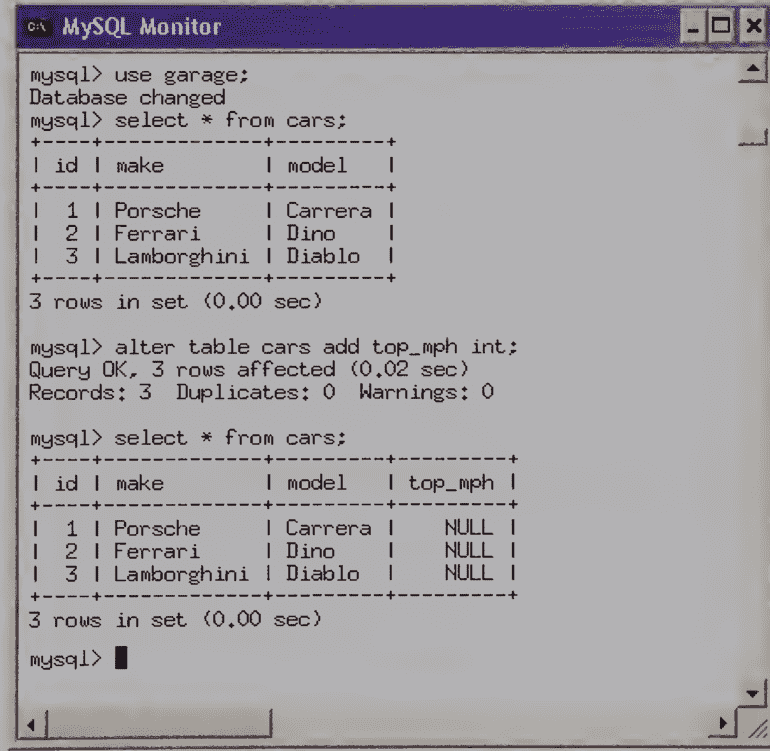 MySQL Monitor
mysql> use garage;
Database changed
mysql> select * from cars;
+----+-------------+---------+
| id | make        | model   |
+----+-------------+---------+
|  1 | Porsche     | Carrera |
|  2 | Ferrari     | Dino    |
|  3 | Lamborghini | Diablo  |
+----+-------------+---------+
3 rows in set (0.00 sec)
mysql> alter table cars add top_mph int;
Query OK, 3 rows affected (0.02 sec)
Records: 3  Duplicates: 0  Warnings: 0
mysql> select * from cars;
+----+-------------+---------+---------+
| id | make        | model   | top_mph |
+----+-------------+---------+---------+
|  1 | Porsche     | Carrera |    NULL |
|  2 | Ferrari     | Dino    |    NULL |
|  3 | Lamborghini | Diablo  |    NULL |
+----+-------------+---------+---------+
3 rows in set (0.00 sec)
mysql>